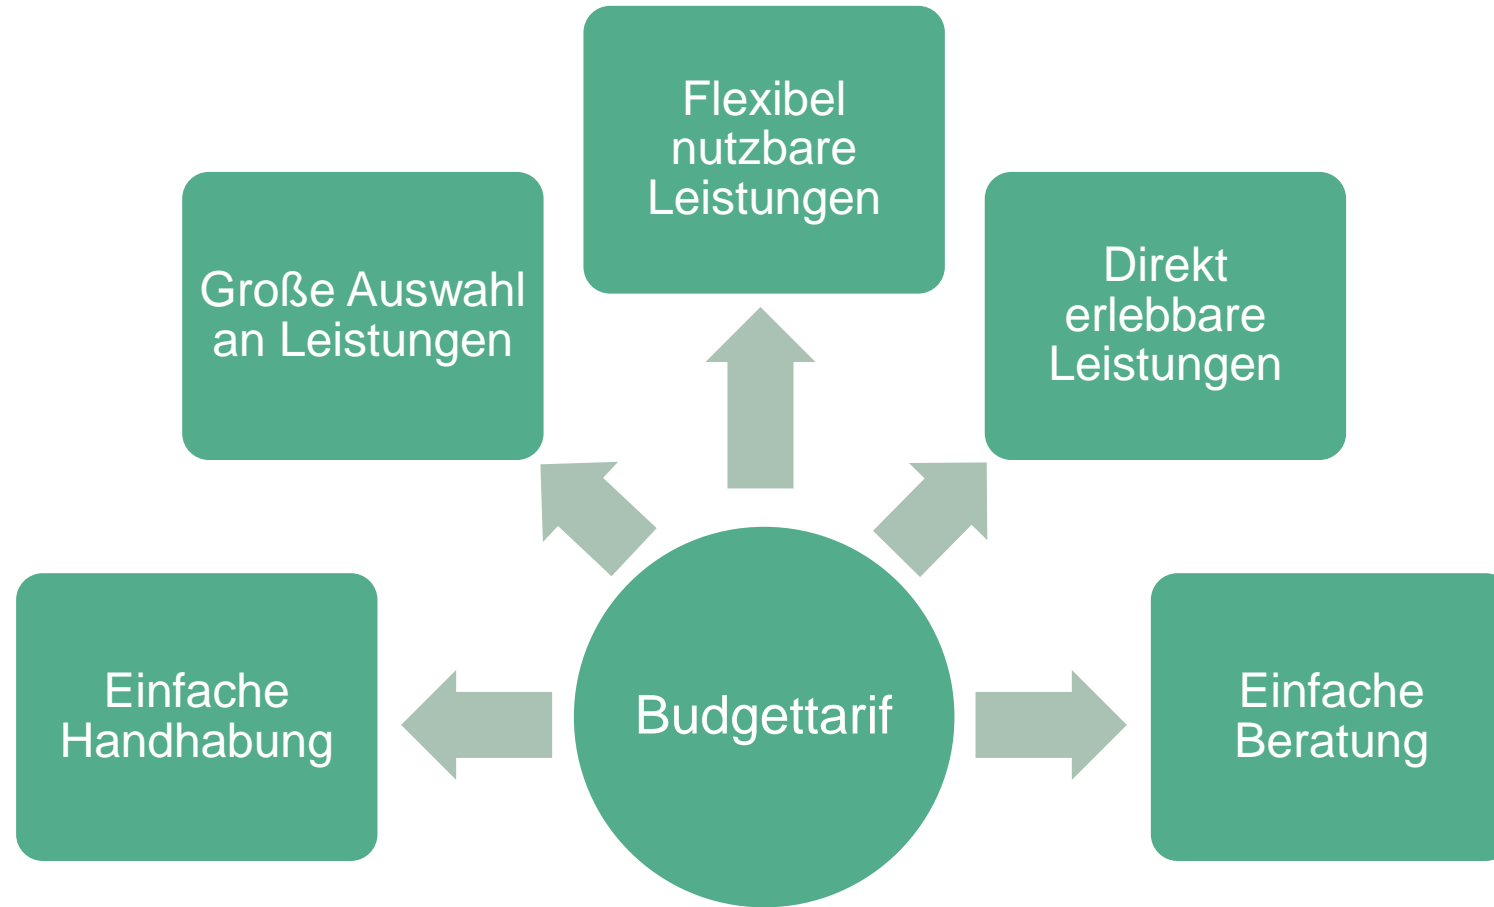 Flexibel
nutzbare
Leistungen
Große Auswahl
an Leistungen
Direkt
erlebbare
Leistungen
Einfache
Handhabung
Budgettarif
Einfache
Beratung